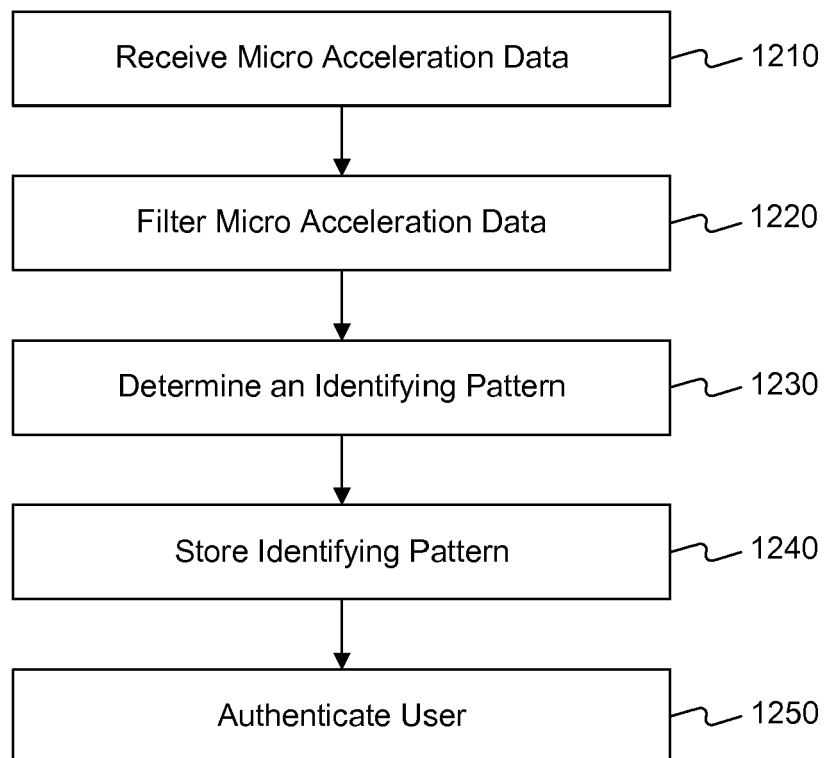 Receive Micro Acceleration Data 1210
Filter Micro Acceleration Data 1220
Determine an Identifying Pattern 1230
Store Identifying Pattern 1240
Authenticate User 1250